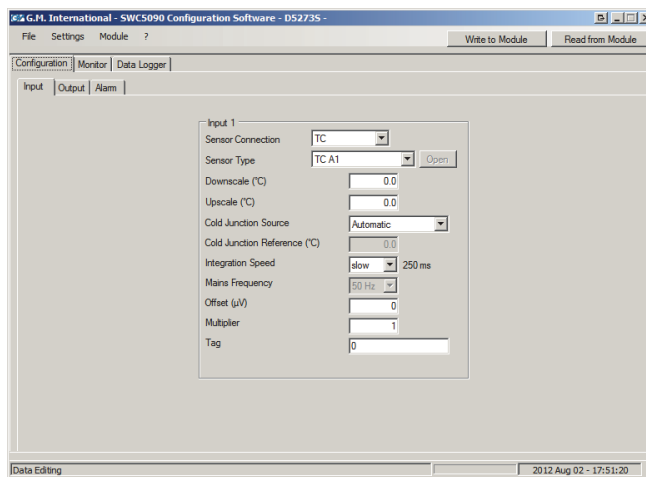 G.M. International - SWC5090 Configuration Software - D5273S -
File Settings Module ? Write to Module Read from Module
Configuration Monitor Data Logger
Input Output Alarm
Input 1
Sensor Connection TC
Sensor Type TC A1 Open
Downscale (°C) 0.0
Upscale (°C) 0.0
Cold Junction Source Automatic
Cold Junction Reference (°C) 0.0
Integration Speed slow 250 ms
Mains Frequency 50 Hz
Offset (µV) 0
Multiplier 1
Tag 0
Data Editing 2012 Aug 02 - 17:51:20